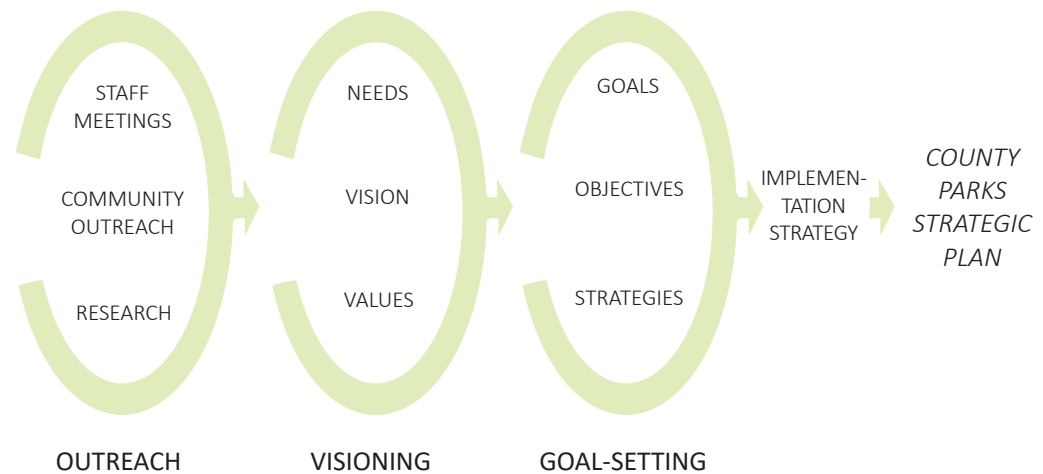 STAFF
MEETINGS
COMMUNITY
OUTREACH
RESEARCH
OUTREACH
NEEDS
VISION
VALUES
VISIONING
GOALS
OBJECTIVES
STRATEGIES
GOAL-SETTING
IMPLEMEN-
TATION
STRATEGY
COUNTY
PARKS
STRATEGIC
PLAN